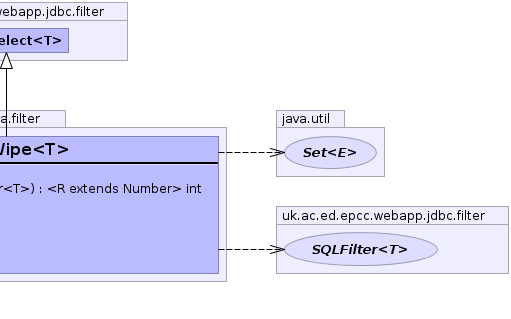 webapp.jdbc.filter
elect<T>
a.filter
Wipe<T>
r<T>) : <R extends Number> int
java.util
Set<E>
uk.ac.ed.epcc.webapp.jdbc.filter
SQLFilter<T>